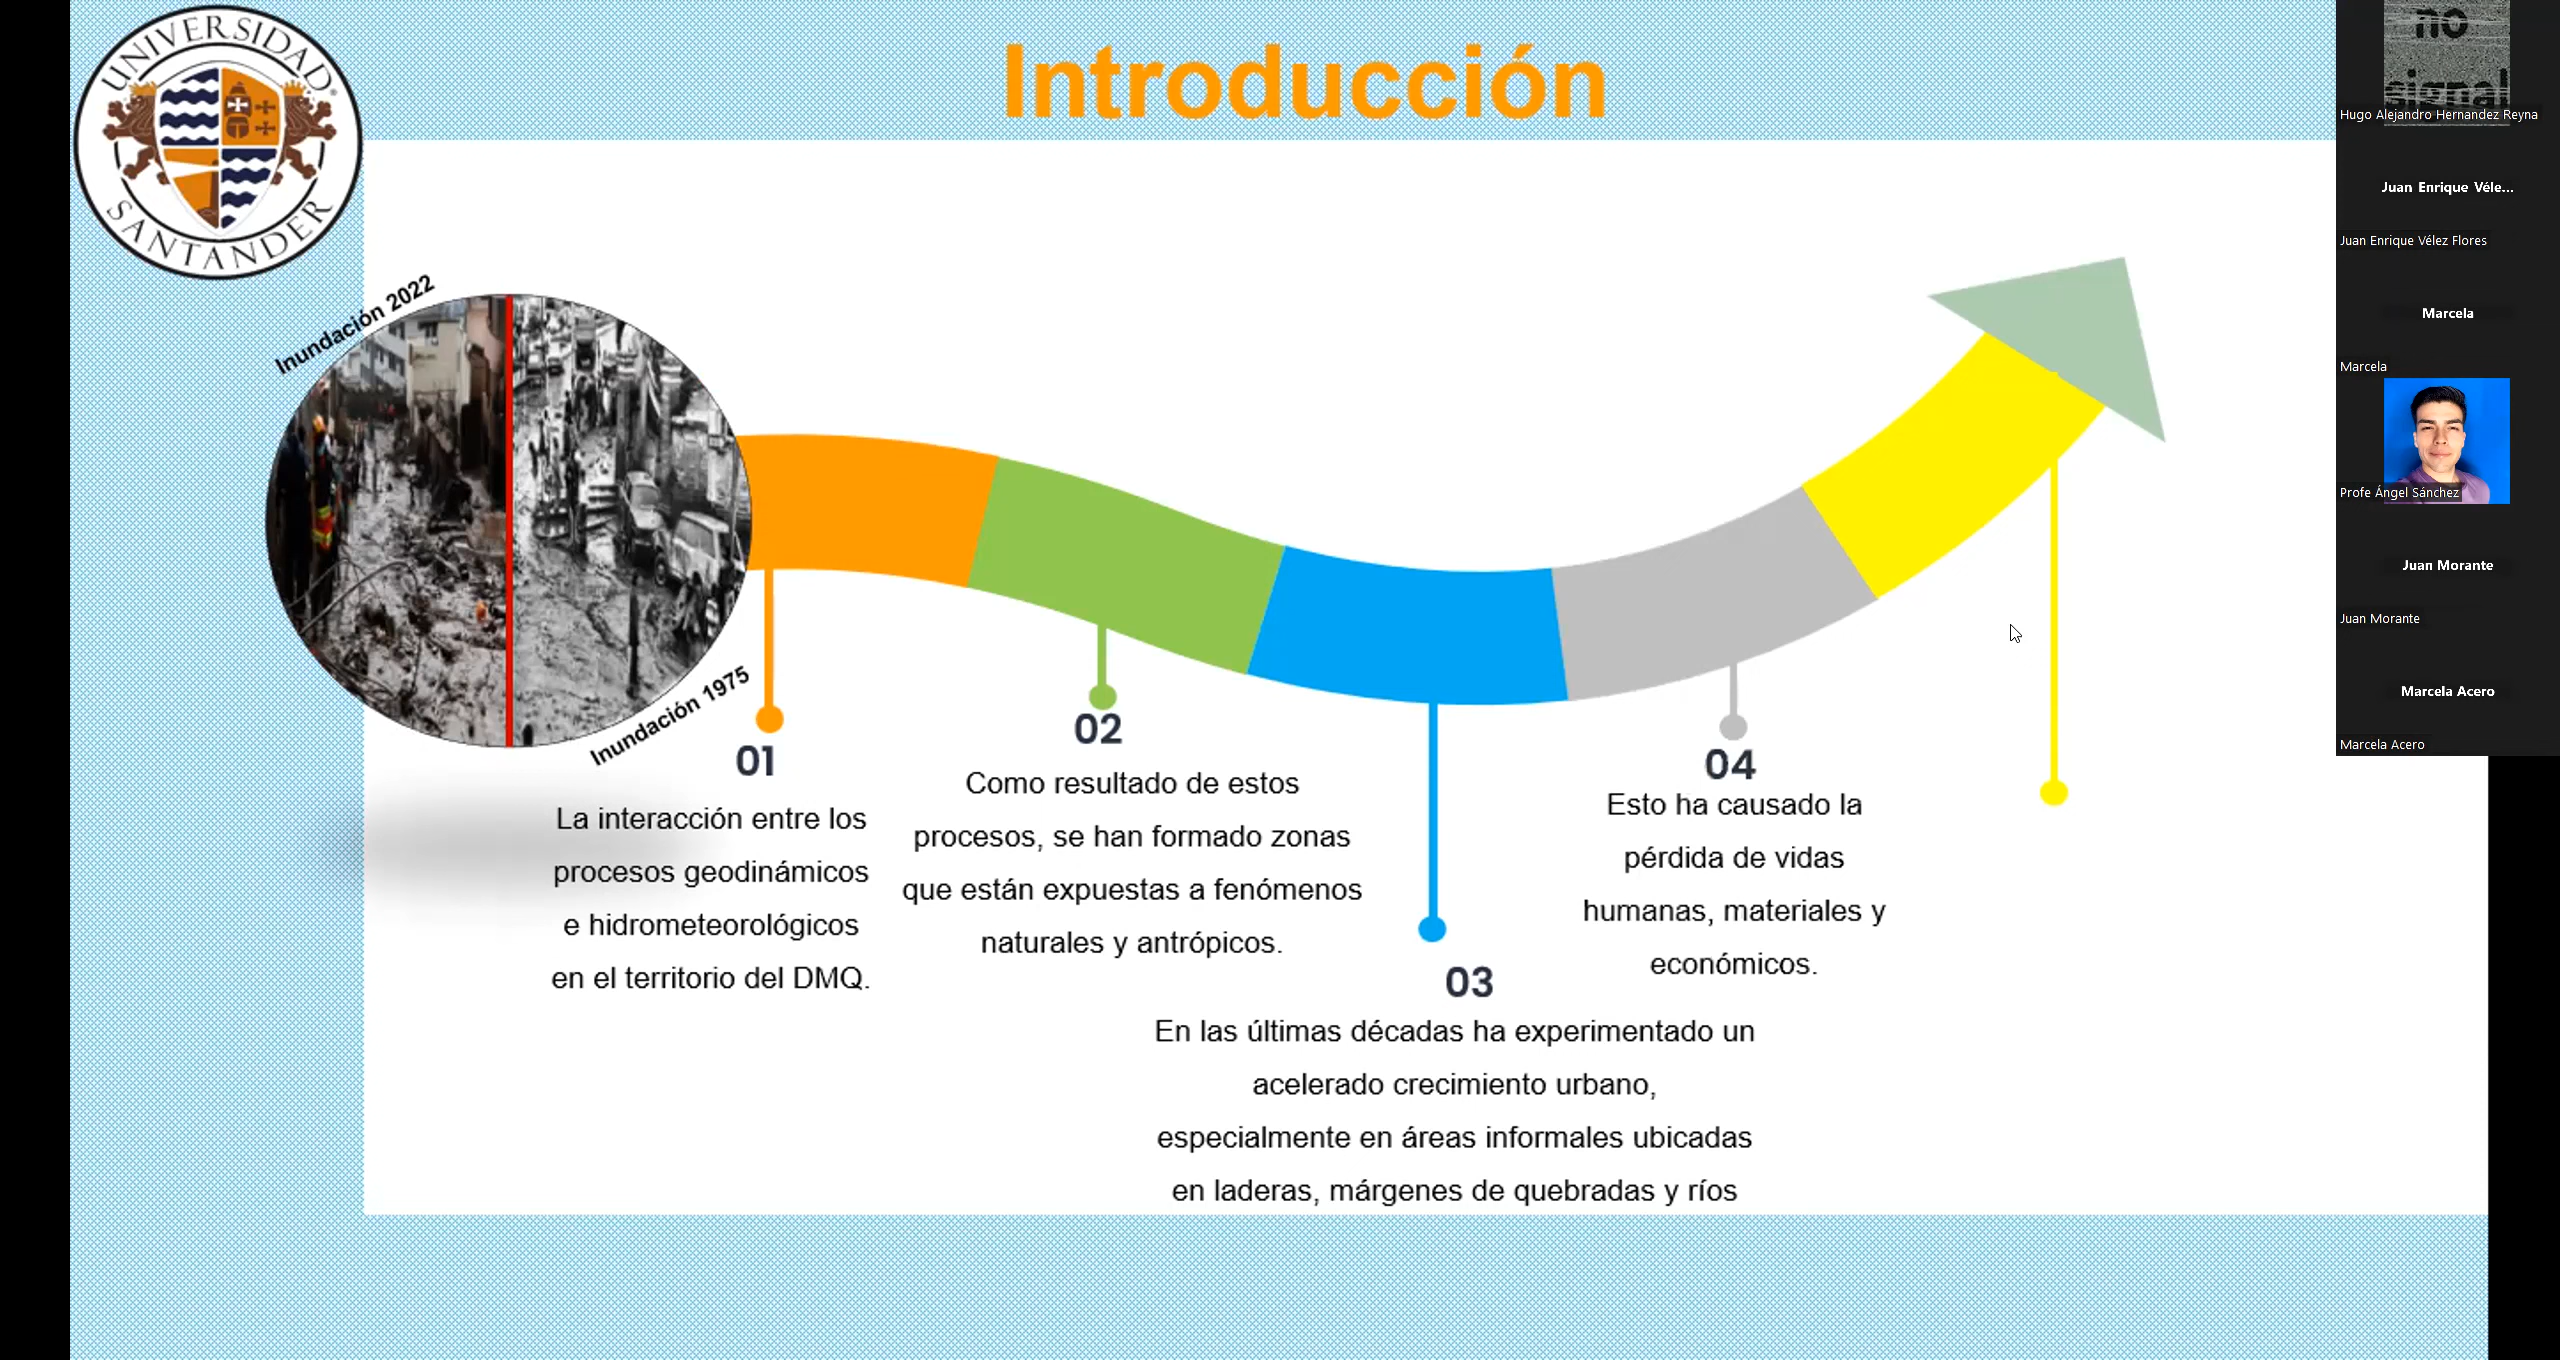 UNIVERSIDAD
SANTANDER
Introducción
Inundación 2022
Inundación 1975
01
La interacción entre los
procesos geodinámicos
e hidrometeorológicos
en el territorio del DMQ.
02
Como resultado de estos
procesos, se han formado zonas
que están expuestas a fenómenos
naturales y antrópicos.
03
En las últimas décadas ha experimentado un
acelerado crecimiento urbano,
especialmente en áreas informales ubicadas
en laderas, márgenes de quebradas y ríos
04
Esto ha causado la
pérdida de vidas
humanas, materiales y
económicos.
no
signal
Hugo Alejandro Hernandez Reyna
Juan Enrique Véle...
Juan Enrique Vélez Flores
Marcela
Marcela
Profe Ángel Sánchez
Juan Morante
Juan Morante
Marcela Acero
Marcela Acero